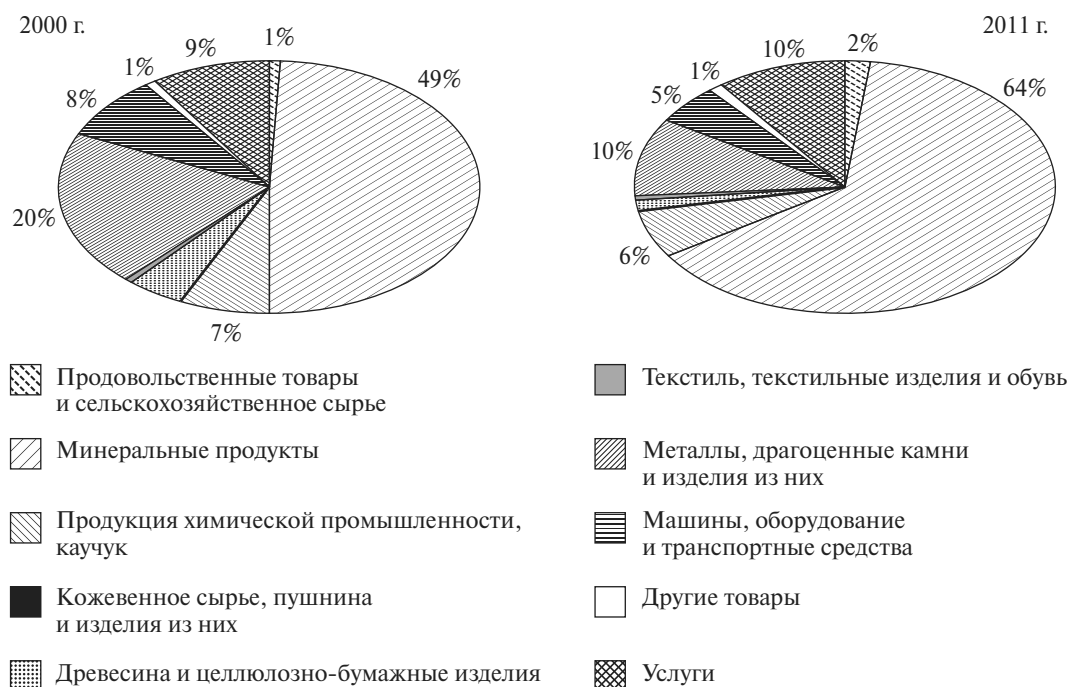 2000 г.
1%
49%
7%
20%
8%
1%
9%
2011 г.
2%
64%
6%
10%
5%
1%
10%
Продовольственные товары
и сельскохозяйственное сырье
Минеральные продукты
Продукция химической промышленности,
каучук
Кожевенное сырье, пушнина
и изделия из них
Древесина и целлюлозно-бумажные изделия
Текстиль, текстильные изделия и обувь
Металлы, драгоценные камни
и изделия из них
Машины, оборудование
и транспортные средства
Другие товары
Услуги